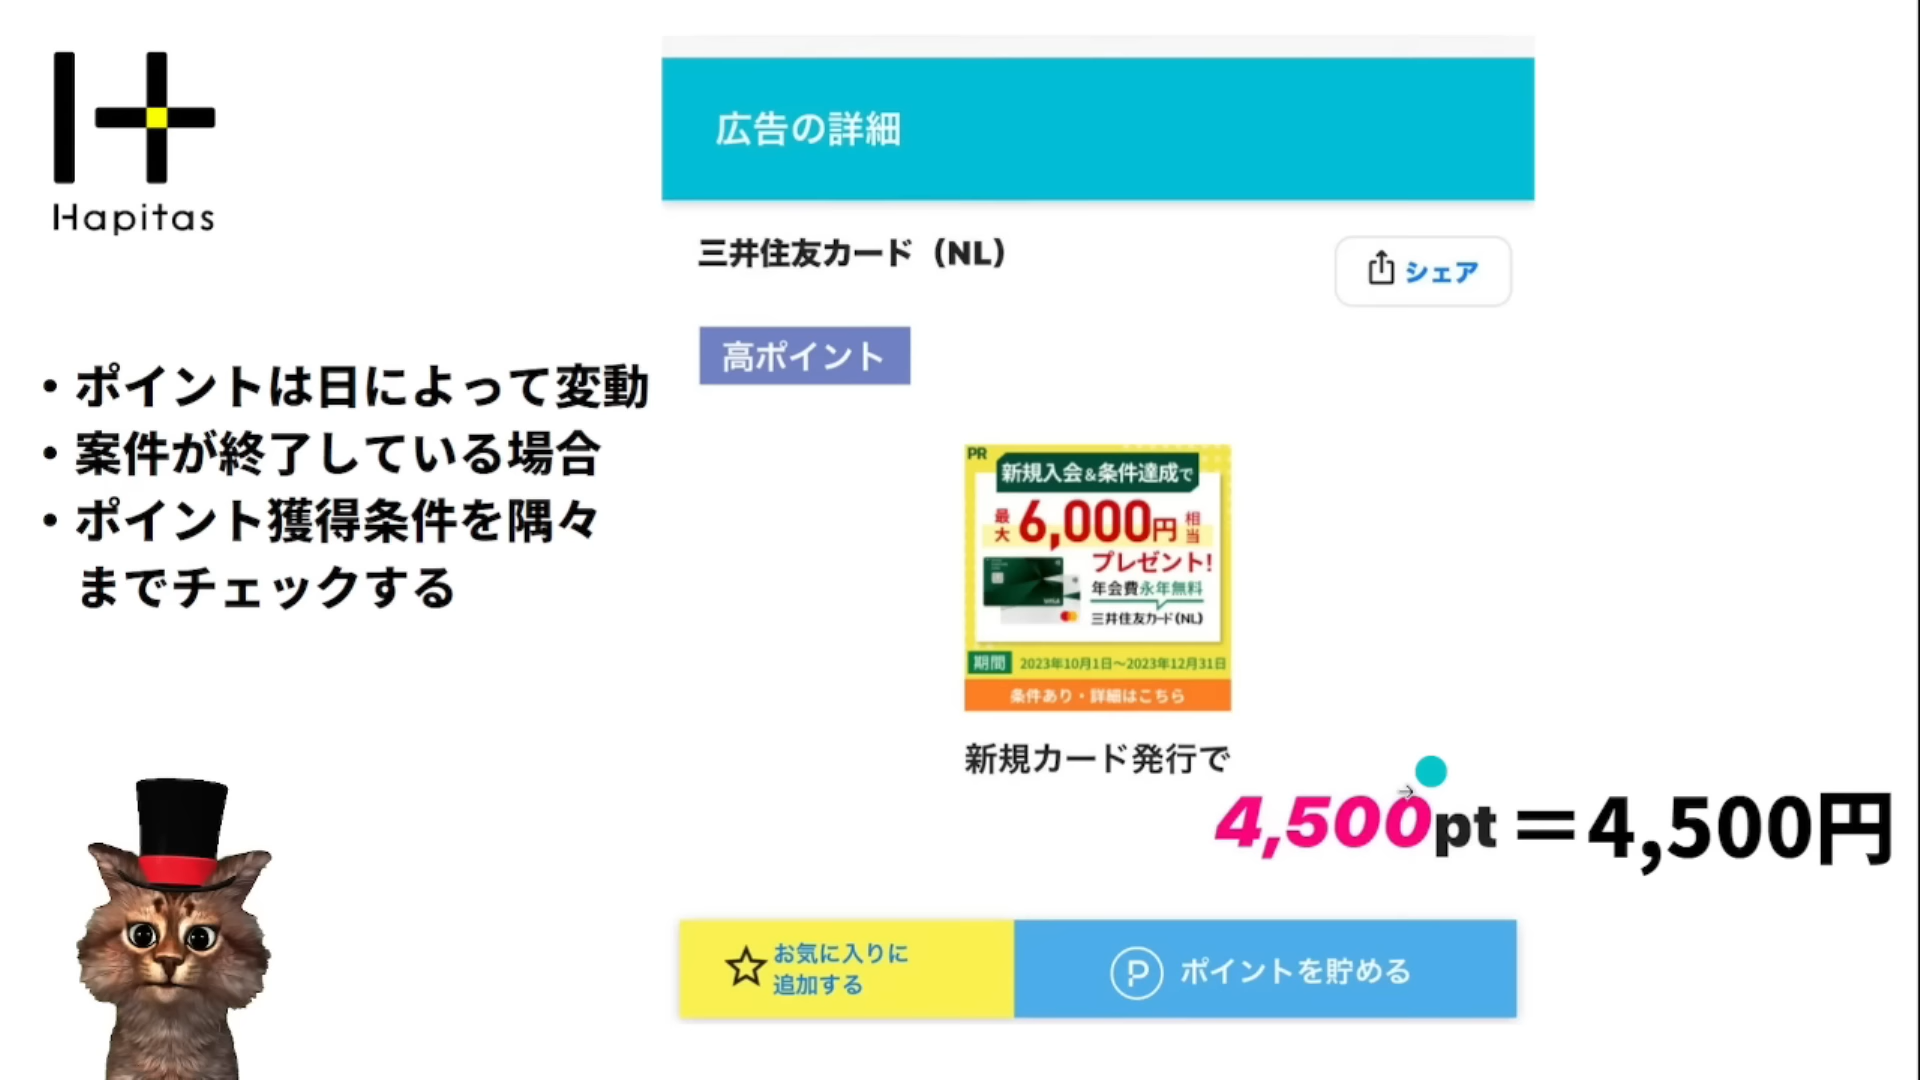 Hapitas
・ポイントは日によって変動
・案件が終了している場合
・ポイント獲得条件を隅々
までチェックする
広告の詳細
三井住友カード（NL）
シェア
高ポイント
PR
新規入会&条件達成で
最大6,000円相当
プレゼント!
年会費永年無料
三井住友カード(NL)
期間 2023年10月1日～2023年12月31日
条件あり・詳細はこちら
新規カード発行で
4,500pt＝4,500円
お気に入りに
追加する
P ポイントを貯める